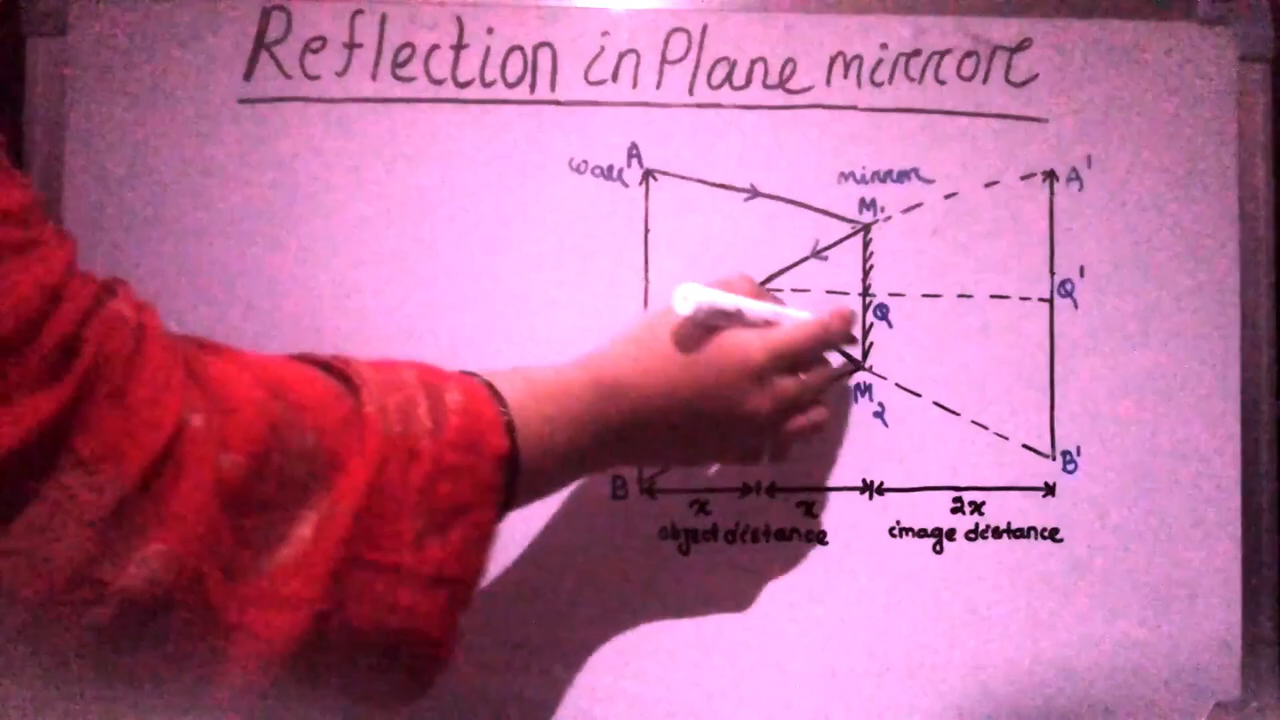 Reflection in Plane mirrore
wall A
mirror
M1
A'
Q'
Q
M2
B'
B
x
x
2x
object distance
image distance